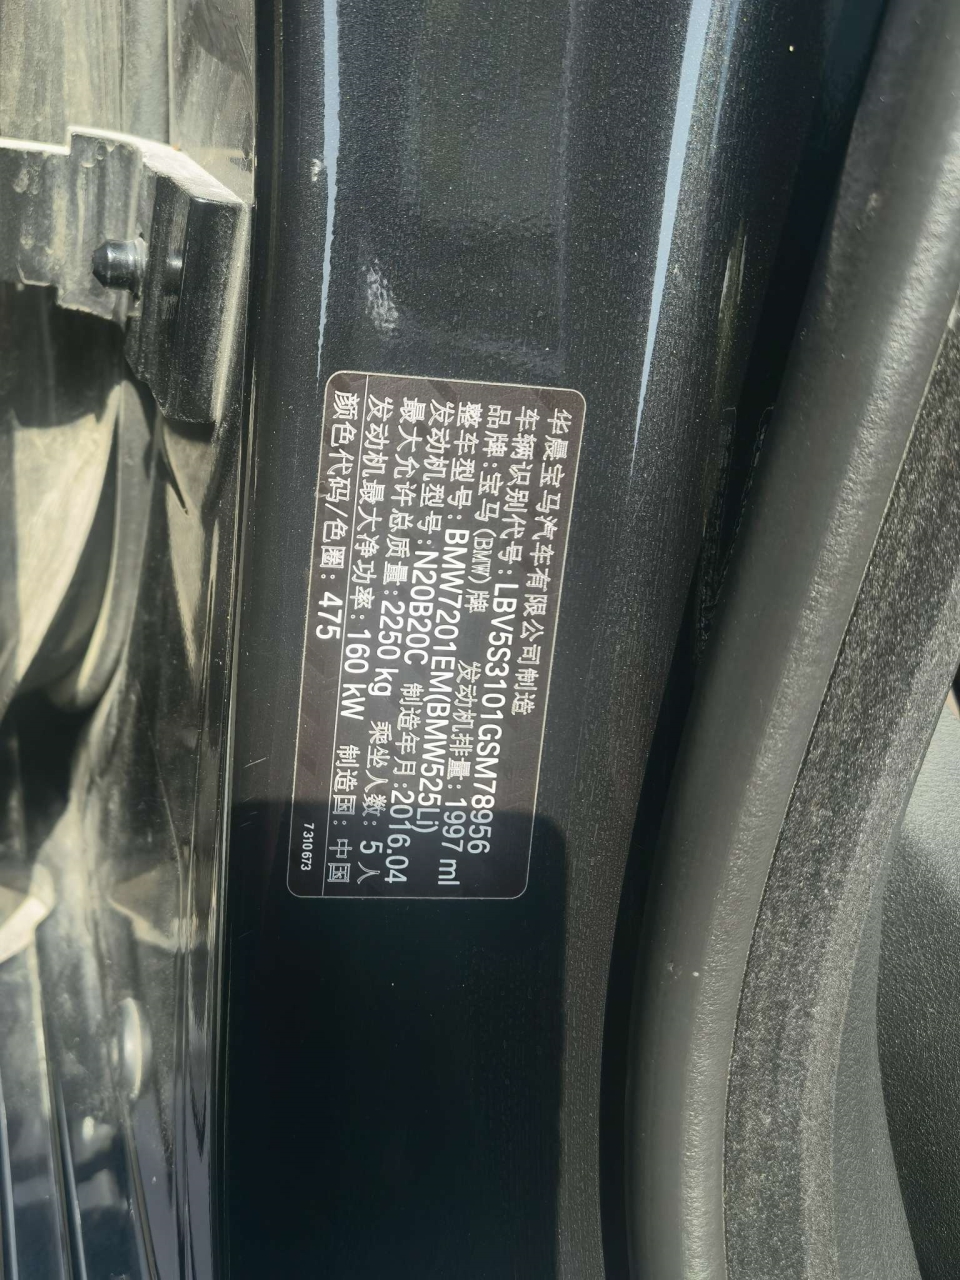 华晨宝马汽车有限公司制造
车辆识别代号: LBV5S3101GSM78956
品牌: 宝马(BMW)牌 发动机排量: 1997 ml
整车型号: BMW7201EM(BMW525Li)
发动机型号: N20B20C 制造年月: 2016.04
最大允许总质量: 2250 kg 乘坐人数: 5 人
发动机最大净功率: 160 kW 制造国: 中国
颜色代码/色圈: 475
7 310 673